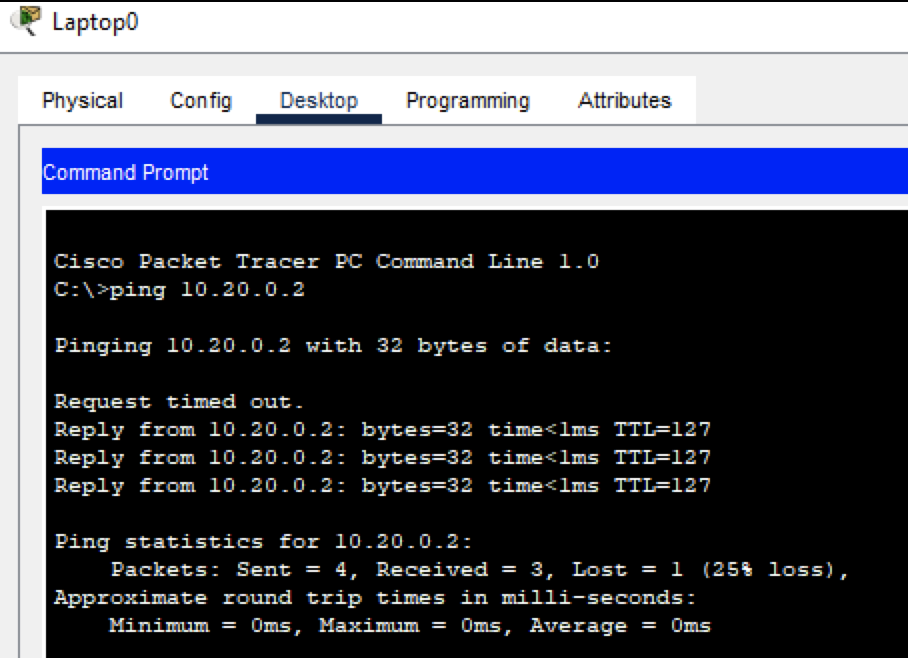 Laptop0
Physical Config Desktop Programming Attributes
Command Prompt
Cisco Packet Tracer PC Command Line 1.0
C:\>ping 10.20.0.2
Pinging 10.20.0.2 with 32 bytes of data:
Request timed out.
Reply from 10.20.0.2: bytes=32 time<1ms TTL=127
Reply from 10.20.0.2: bytes=32 time<1ms TTL=127
Reply from 10.20.0.2: bytes=32 time<1ms TTL=127
Ping statistics for 10.20.0.2:
Packets: Sent = 4, Received = 3, Lost = 1 (25% loss),
Approximate round trip times in milli-seconds:
Minimum = 0ms, Maximum = 0ms, Average = 0ms